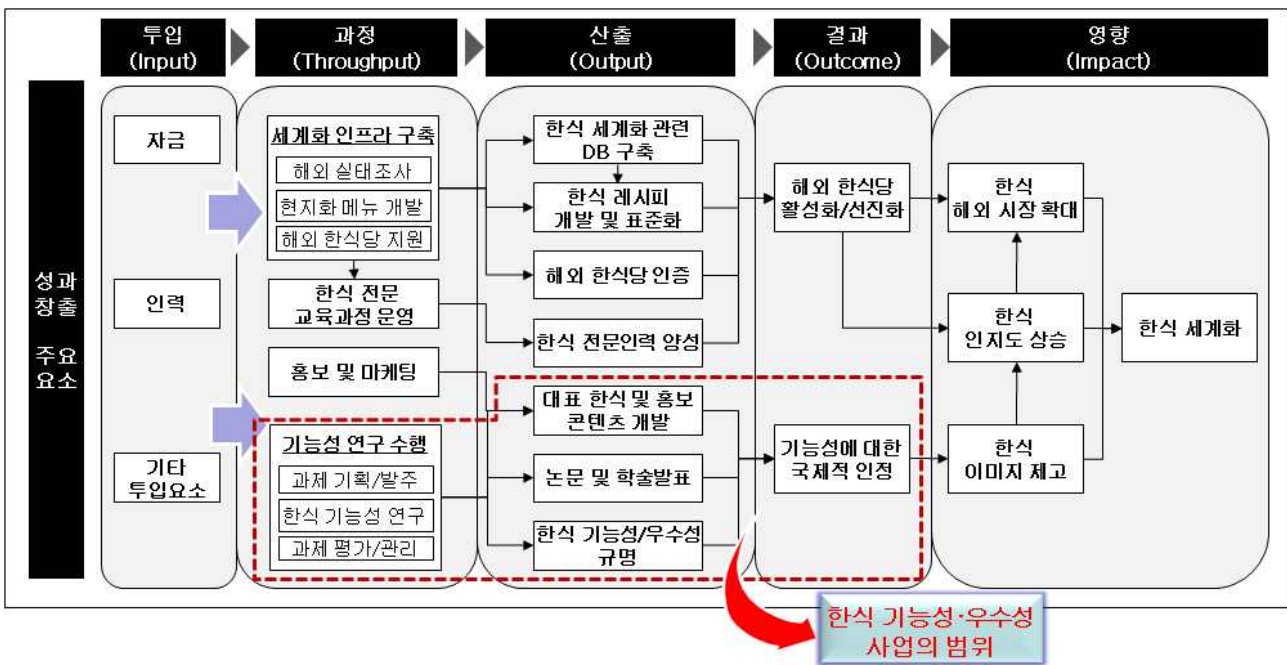 투입
(Input)
과정
(Throughput)
산출
(Output)
결과
(Outcome)
영향
(Impact)
성과
창출
주요
요소
자금
인력
기타
투입요소
세계화 인프라 구축
해외 실태조사
현지화 메뉴 개발
해외 한식당 지원
한식 전문
교육과정 운영
홍보 및 마케팅
기능성 연구 수행
과제 기획/발주
한식 기능성 연구
과제 평가/관리
한식 세계화 관련
DB 구축
한식 레시피
개발 및 표준화
해외 한식당 인증
한식 전문인력 양성
대표 한식 및 홍보
콘텐츠 개발
논문 및 학술발표
한식 기능성/우수성
규명
해외 한식당
활성화/선진화
기능성에 대한
국제적 인정
한식
해외 시장 확대
한식
인지도 상승
한식
이미지 제고
한식 세계화
한식 기능성·우수성
사업의 범위